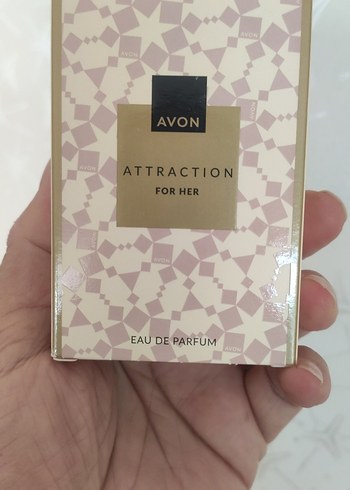 AVON
ATTRACTION
FOR HER
EAU DE PARFUM